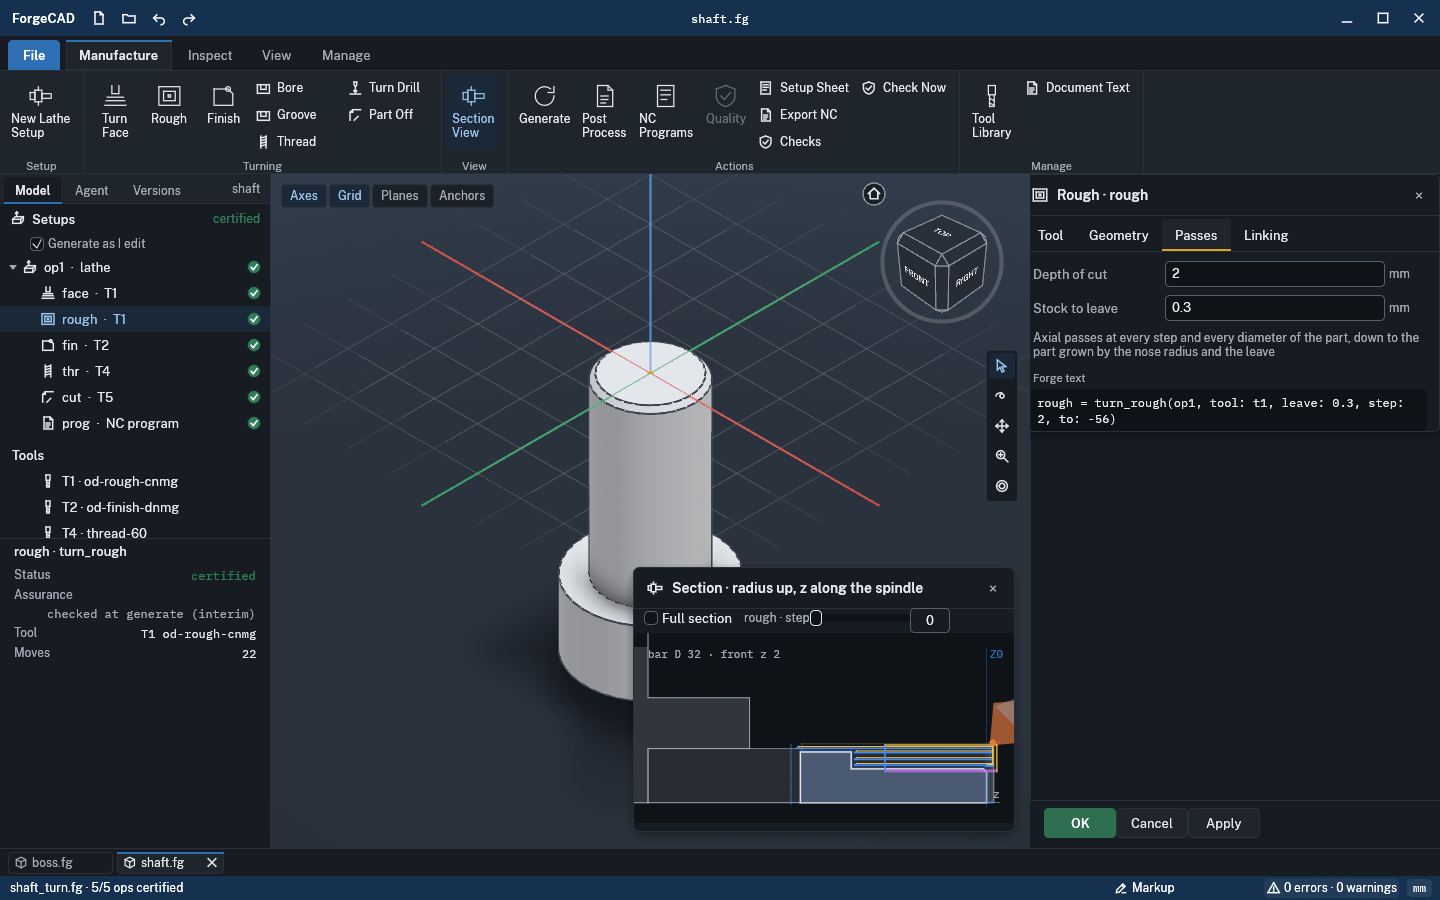 ForgeCAD
shaft.fg
File
Manufacture
Inspect
View
Manage
New Lathe
Setup
Turn
Face
Rough
Finish
Bore
Groove
Thread
Turn Drill
Part Off
Section
View
Generate
Post
Process
NC
Programs
Quality
Setup Sheet
Export NC
Checks
Check Now
Tool
Library
Document Text
Setup
Turning
View
Actions
Manage
Model
Agent
Versions
shaft
Setups
certified
Generate as I edit
op1 · lathe
face · T1
rough · T1
fin · T2
thr · T4
cut · T5
prog · NC program
Tools
T1 · od-rough-cnmg
T2 · od-finish-dnmg
T4 · thread-60
rough · turn_rough
Status
certified
Assurance
checked at generate (interim)
Tool
T1 od-rough-cnmg
Moves
22
Axes
Grid
Planes
Anchors
TOP
FRONT
RIGHT
Section · radius up, z along the spindle
Full section
rough · step
0
bar D 32 · front z 2
Z0
z
Rough · rough
Tool
Geometry
Passes
Linking
Depth of cut
2
mm
Stock to leave
0.3
mm
Axial passes at every step and every diameter of the part, down to the
part grown by the nose radius and the leave
Forge text
rough = turn_rough(op1, tool: t1, leave: 0.3, step:
2, to: -56)
OK
Cancel
Apply
boss.fg
shaft.fg
shaft_turn.fg · 5/5 ops certified
Markup
0 errors · 0 warnings
mm